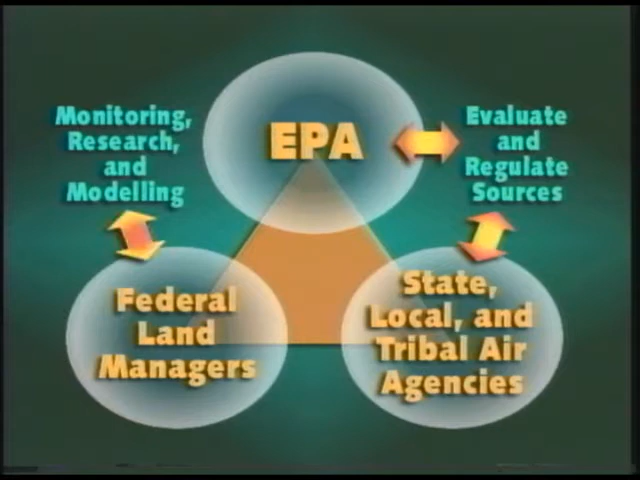 EPA
Monitoring,
Research,
and
Modelling
Evaluate
and
Regulate
Sources
Federal
Land
Managers
State,
Local, and
Tribal Air
Agencies